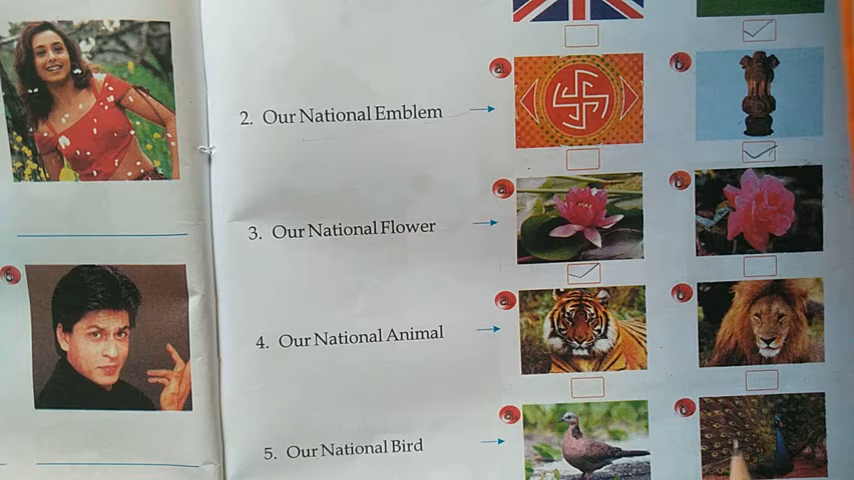 2. Our National Emblem
3. Our National Flower
4. Our National Animal
5. Our National Bird